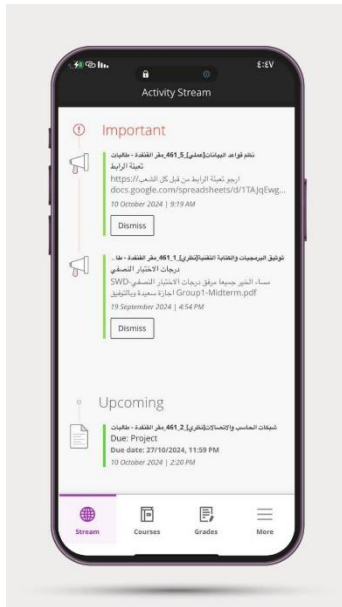 ٤:٤٧
Activity Stream
Important
نظم قواعد البيانات[عملي]_5_461_مقر القنفذة - طالبات
تعبئة الرابط
ارجو تعبئة الرابط من قبل كل الشعب//:https
docs.google.com/spreadsheets/d/1TAJqEwg...
10 October 2024 | 9:19 AM
Dismiss
توثيق البرمجيات والكتابة التقنية[نظري]_1_461_مقر القنفذة - طا...
درجات الاختبار النصفي
مساء الخير جميعا مرفق درجات الاختبار النصفي-SWD
Group1-Midterm.pdf اجازة سعيدة وبالتوفيق
19 September 2024 | 4:54 PM
Dismiss
Upcoming
شبكات الحاسب والاتصالات[نظري]_2_461_مقر القنفذة - طالبات
Due: Project
Due date: 27/10/2024, 11:59 PM
10 October 2024 | 2:20 PM
Stream
Courses
Grades
More